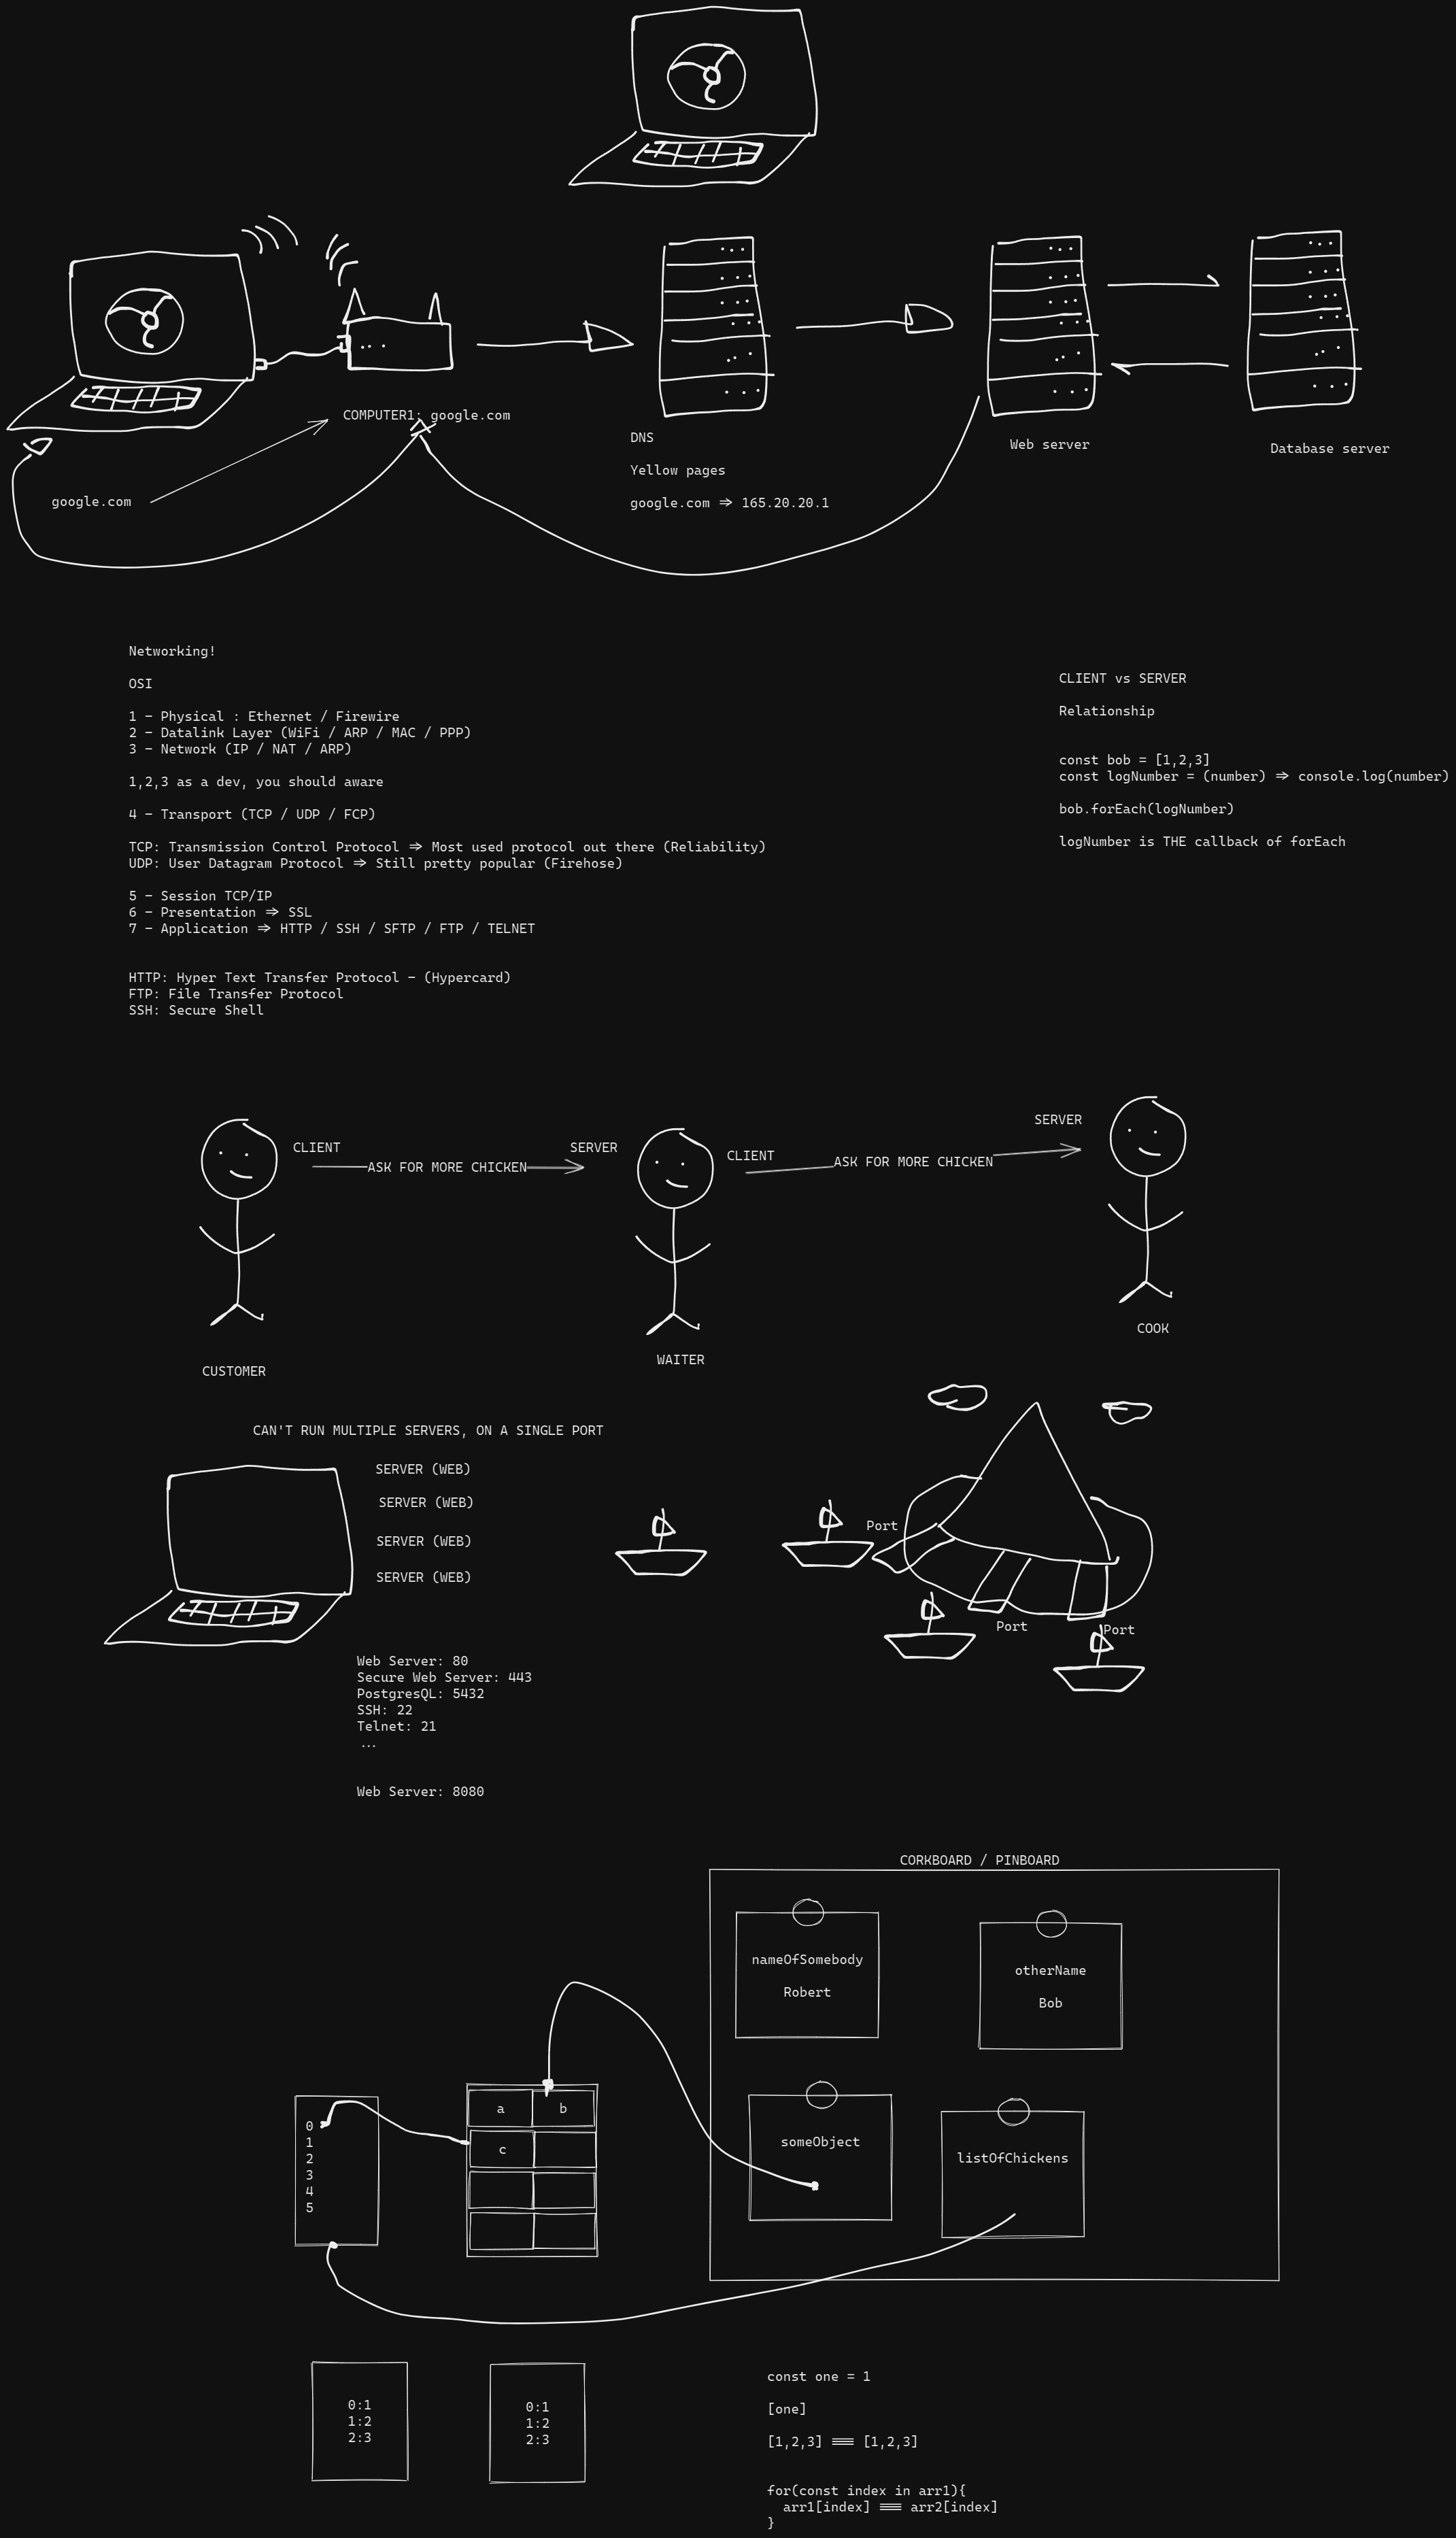 COMPUTER1: google.com
google.com
DNS
Yellow pages
google.com => 165.20.20.1
Web server
Database server
Networking!
OSI
1 - Physical : Ethernet / Firewire
2 - Datalink Layer (WiFi / ARP / MAC / PPP)
3 - Network (IP / NAT / ARP)
1,2,3 as a dev, you should aware
4 - Transport (TCP / UDP / FCP)
TCP: Transmission Control Protocol => Most used protocol out there (Reliability)
UDP: User Datagram Protocol => Still pretty popular (Firehose)
5 - Session TCP/IP
6 - Presentation => SSL
7 - Application => HTTP / SSH / SFTP / FTP / TELNET
HTTP: Hyper Text Transfer Protocol - (Hypercard)
FTP: File Transfer Protocol
SSH: Secure Shell
CLIENT vs SERVER
Relationship
const bob = [1,2,3]
const logNumber = (number) => console.log(number)
bob.forEach(logNumber)
logNumber is THE callback of forEach
CLIENT
ASK FOR MORE CHICKEN
SERVER
CLIENT
ASK FOR MORE CHICKEN
SERVER
CUSTOMER
WAITER
COOK
CAN'T RUN MULTIPLE SERVERS, ON A SINGLE PORT
SERVER (WEB)
SERVER (WEB)
SERVER (WEB)
SERVER (WEB)
Port
Port
Port
Web Server: 80
Secure Web Server: 443
PostgresQL: 5432
SSH: 22
Telnet: 21
...
Web Server: 8080
CORKBOARD / PINBOARD
nameOfSomebody
Robert
otherName
Bob
someObject
listOfChickens
0
1
2
3
4
5
a
b
c
0:1
1:2
2:3
0:1
1:2
2:3
const one = 1
[one]
[1,2,3] === [1,2,3]
for(const index in arr1){
arr1[index] === arr2[index]
}